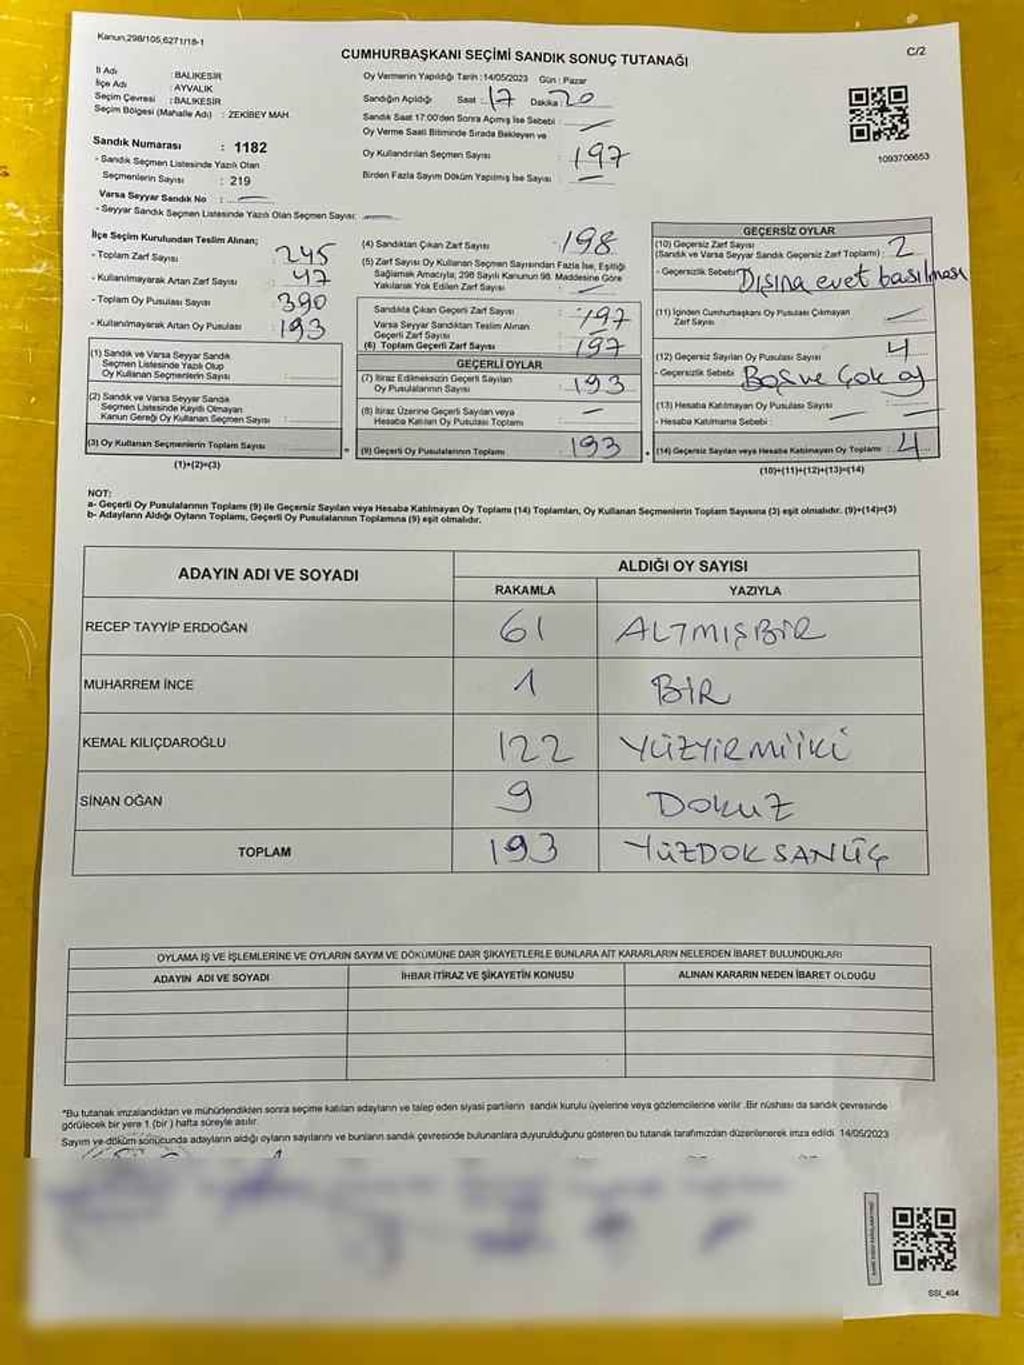 Kanun,298/105,6271/18-1
C/2
CUMHURBAŞKANI SEÇİMİ SANDIK SONUÇ TUTANAĞI
İl Adı : BALIKESİR
İlçe Adı : AYVALIK
Seçim Çevresi : BALIKESİR
Seçim Bölgesi (Mahalle Adı) : ZEKİBEY MAH.
Sandık Numarası : 1182
- Sandık Seçmen Listesinde Yazılı Olan
Seçmenlerin Sayısı : 219
Varsa Seyyar Sandık No : —
- Seyyar Sandık Seçmen Listesinde Yazılı Olan Seçmen Sayısı: —
Oy Vermenin Yapıldığı Tarih : 14/05/2023 Gün : Pazar
Sandığın Açıldığı Saat : 17 Dakika 20
Sandık Saat 17:00'den Sonra Açmış İse Sebebi : —
Oy Verme Saati Bitiminde Sırada Bekleyen ve
Oy Kullandırılan Seçmen Sayısı : 197
Birden Fazla Sayım Döküm Yapılmış İse Sayısı : —
1093706653
İlçe Seçim Kurulundan Teslim Alınan;
- Toplam Zarf Sayısı : 245
- Kullanılmayarak Artan Zarf Sayısı : 47
- Toplam Oy Pusulası Sayısı : 390
- Kullanılmayarak Artan Oy Pusulası : 193
(1) Sandık ve Varsa Seyyar Sandık
Seçmen Listesinde Yazılı Olup
Oy Kullanan Seçmenlerin Sayısı :
(2) Sandık ve Varsa Seyyar Sandık
Seçmen Listesinde Kayıtlı Olmayan
Kanun Gereği Oy Kullanan Seçmen Sayısı :
(3) Oy Kullanan Seçmenlerin Toplam Sayısı :
(1)+(2)=(3)
(4) Sandıktan Çıkan Zarf Sayısı : 198
(5) Zarf Sayısı Oy Kullanan Seçmen Sayısından Fazla İse, Eşitliği
Sağlamak Amacıyla; 298 Sayılı Kanunun 98. Maddesine Göre
Yakılarak Yok Edilen Zarf Sayısı : —
Sandıkta Çıkan Geçerli Zarf Sayısı : 197
Varsa Seyyar Sandıktan Teslim Alınan
Geçerli Zarf Sayısı :
(6) Toplam Geçerli Zarf Sayısı : 197
GEÇERLİ OYLAR
(7) İtiraz Edilmeksizin Geçerli Sayılan
Oy Pusulalarının Sayısı : 193
(8) İtiraz Üzerine Geçerli Sayılan veya
Hesaba Katılan Oy Pusulası Toplamı : —
(9) Geçerli Oy Pusulalarının Toplamı : 193
GEÇERSİZ OYLAR
(10) Geçersiz Zarf Sayısı
(Sandık ve Varsa Seyyar Sandık Geçersiz Zarf Toplamı) : 2
- Geçersizlik Sebebi : Dışına evet basılması
(11) İçinden Cumhurbaşkanı Oy Pusulası Çıkmayan
Zarf Sayısı : —
(12) Geçersiz Sayılan Oy Pusulası Sayısı : 4
- Geçersizlik Sebebi : Boş ve Çok oy
(13) Hesaba Katılmayan Oy Pusulası Sayısı : —
- Hesaba Katılmama Sebebi : —
(14) Geçersiz Sayılan veya Hesaba Katılmayan Oy Toplamı : 4
(10)+(11)+(12)+(13)=(14)
NOT:
a- Geçerli Oy Pusulalarının Toplamı (9) ile Geçersiz Sayılan veya Hesaba Katılmayan Oy Toplamı (14) Toplamları, Oy Kullanan Seçmenlerin Toplam Sayısına (3) eşit olmalıdır. (9)+(14)=(3)
b- Adayların Aldığı Oyların Toplamı, Geçerli Oy Pusulalarının Toplamına (9) eşit olmalıdır.
ADAYIN ADI VE SOYADI ALDIĞI OY SAYISI
RAKAMLA YAZIYLA
RECEP TAYYİP ERDOĞAN 61 ALTMIŞBİR
MUHARREM İNCE 1 BİR
KEMAL KILIÇDAROĞLU 122 YÜZYİRMİİKİ
SİNAN OĞAN 9 DOKUZ
TOPLAM 193 YÜZDOKSANÜÇ
OYLAMA İŞ VE İŞLEMLERİNE VE OYLARIN SAYIM VE DÖKÜMÜNE DAİR ŞİKAYETLERLE BUNLARA AİT KARARLARIN NELERDEN İBARET BULUNDUKLARI
ADAYIN ADI VE SOYADI İHBAR İTİRAZ VE ŞİKAYETİN KONUSU ALINAN KARARIN NEDEN İBARET OLDUĞU
*Bu tutanak imzalandıktan ve mühürlendikten sonra seçime katılan adayların ve talep eden siyasi partilerin sandık kurulu üyelerine veya gözlemcilerine verilir. Bir nüshası da sandık çevresinde
görülecek bir yere 1 (bir) hafta süreyle asılır.
Sayım ve döküm sonucunda adayların aldığı oyların sayılarını ve bunların sandık çevresinde bulunanlara duyurulduğunu gösteren bu tutanak tarafımızdan düzenlenerek imza edildi. 14/05/2023
SSI_404